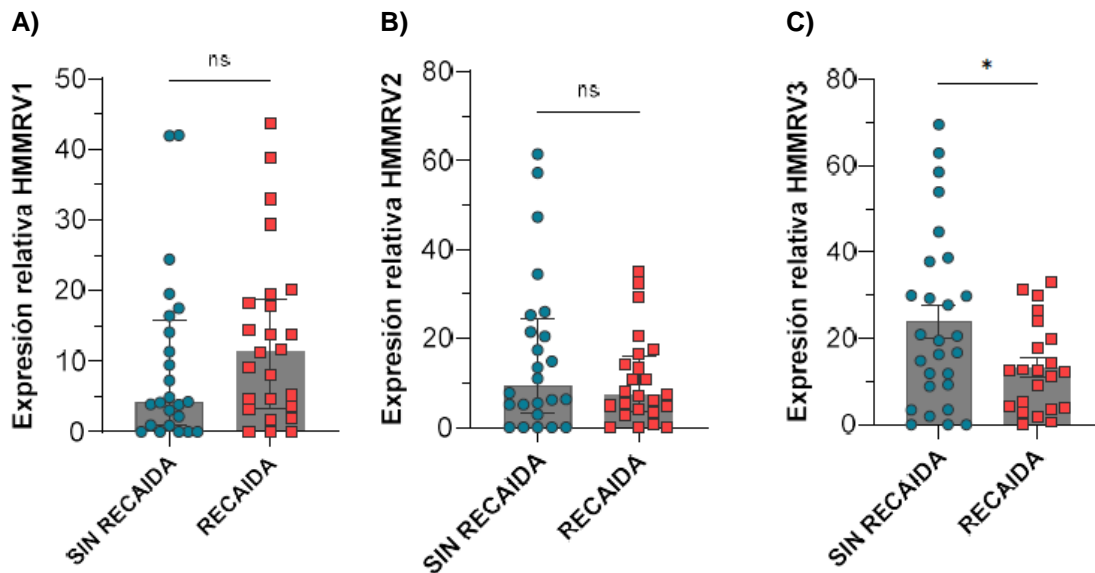 A)
ns
Expresión relativa HMMRV1
50
40
30
20
10
0
SIN RECAIDA
RECAIDA
B)
ns
Expresión relativa HMMRV2
80
60
40
20
0
SIN RECAIDA
RECAIDA
C)
*
Expresión relativa HMMRV3
80
60
40
20
0
SIN RECAIDA
RECAIDA